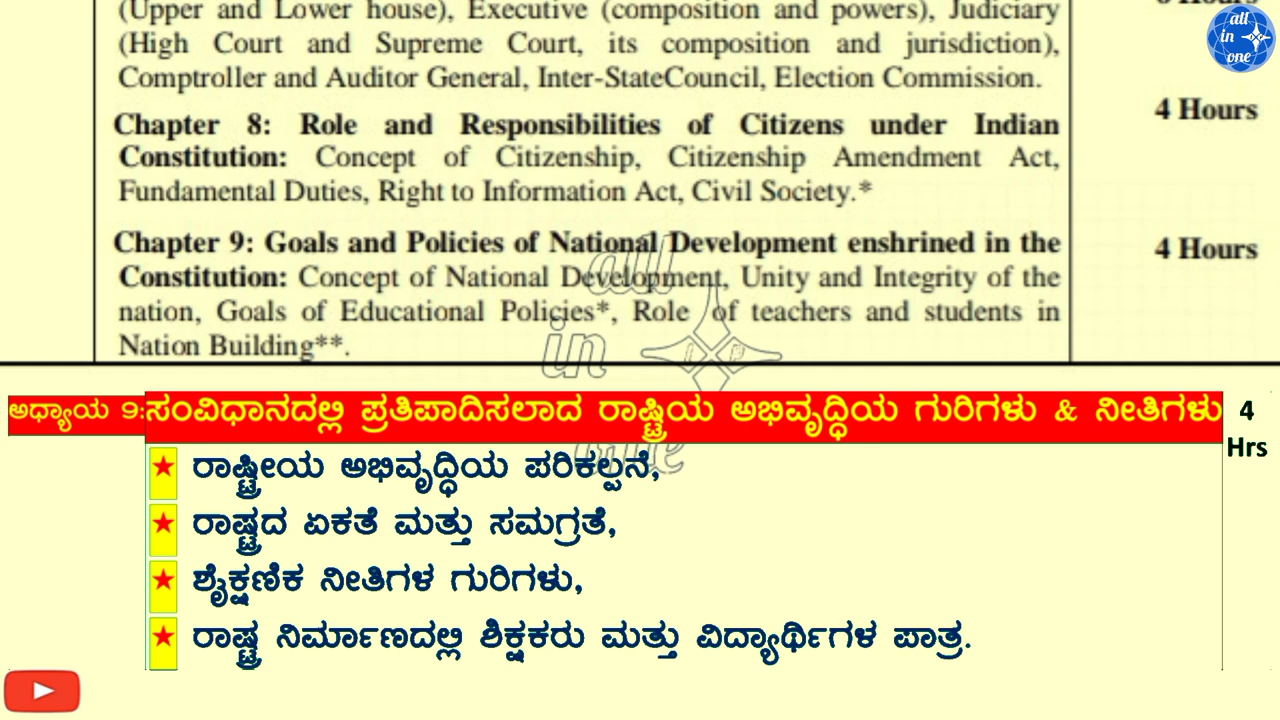 (Upper and Lower house), Executive (composition and powers), Judiciary
(High Court and Supreme Court, its composition and jurisdiction),
Comptroller and Auditor General, Inter-StateCouncil, Election Commission.
Chapter 8: Role and Responsibilities of Citizens under Indian
Constitution: Concept of Citizenship, Citizenship Amendment Act,
Fundamental Duties, Right to Information Act, Civil Society.*
4 Hours
Chapter 9: Goals and Policies of National Development enshrined in the
Constitution: Concept of National Development, Unity and Integrity of the
nation, Goals of Educational Policies*, Role of teachers and students in
Nation Building**.
4 Hours
all
in
one
all
in
one
ಅಧ್ಯಾಯ 9:ಸಂವಿಧಾನದಲ್ಲಿ ಪ್ರತಿಪಾದಿಸಲಾದ ರಾಷ್ಟ್ರಿಯ ಅಭಿವೃದ್ಧಿಯ ಗುರಿಗಳು & ನೀತಿಗಳು
4
Hrs
★ ರಾಷ್ಟ್ರೀಯ ಅಭಿವೃದ್ಧಿಯ ಪರಿಕಲ್ಪನೆ,
★ ರಾಷ್ಟ್ರದ ಏಕತೆ ಮತ್ತು ಸಮಗ್ರತೆ,
★ ಶೈಕ್ಷಣಿಕ ನೀತಿಗಳ ಗುರಿಗಳು,
★ ರಾಷ್ಟ್ರ ನಿರ್ಮಾಣದಲ್ಲಿ ಶಿಕ್ಷಕರು ಮತ್ತು ವಿದ್ಯಾರ್ಥಿಗಳ ಪಾತ್ರ.